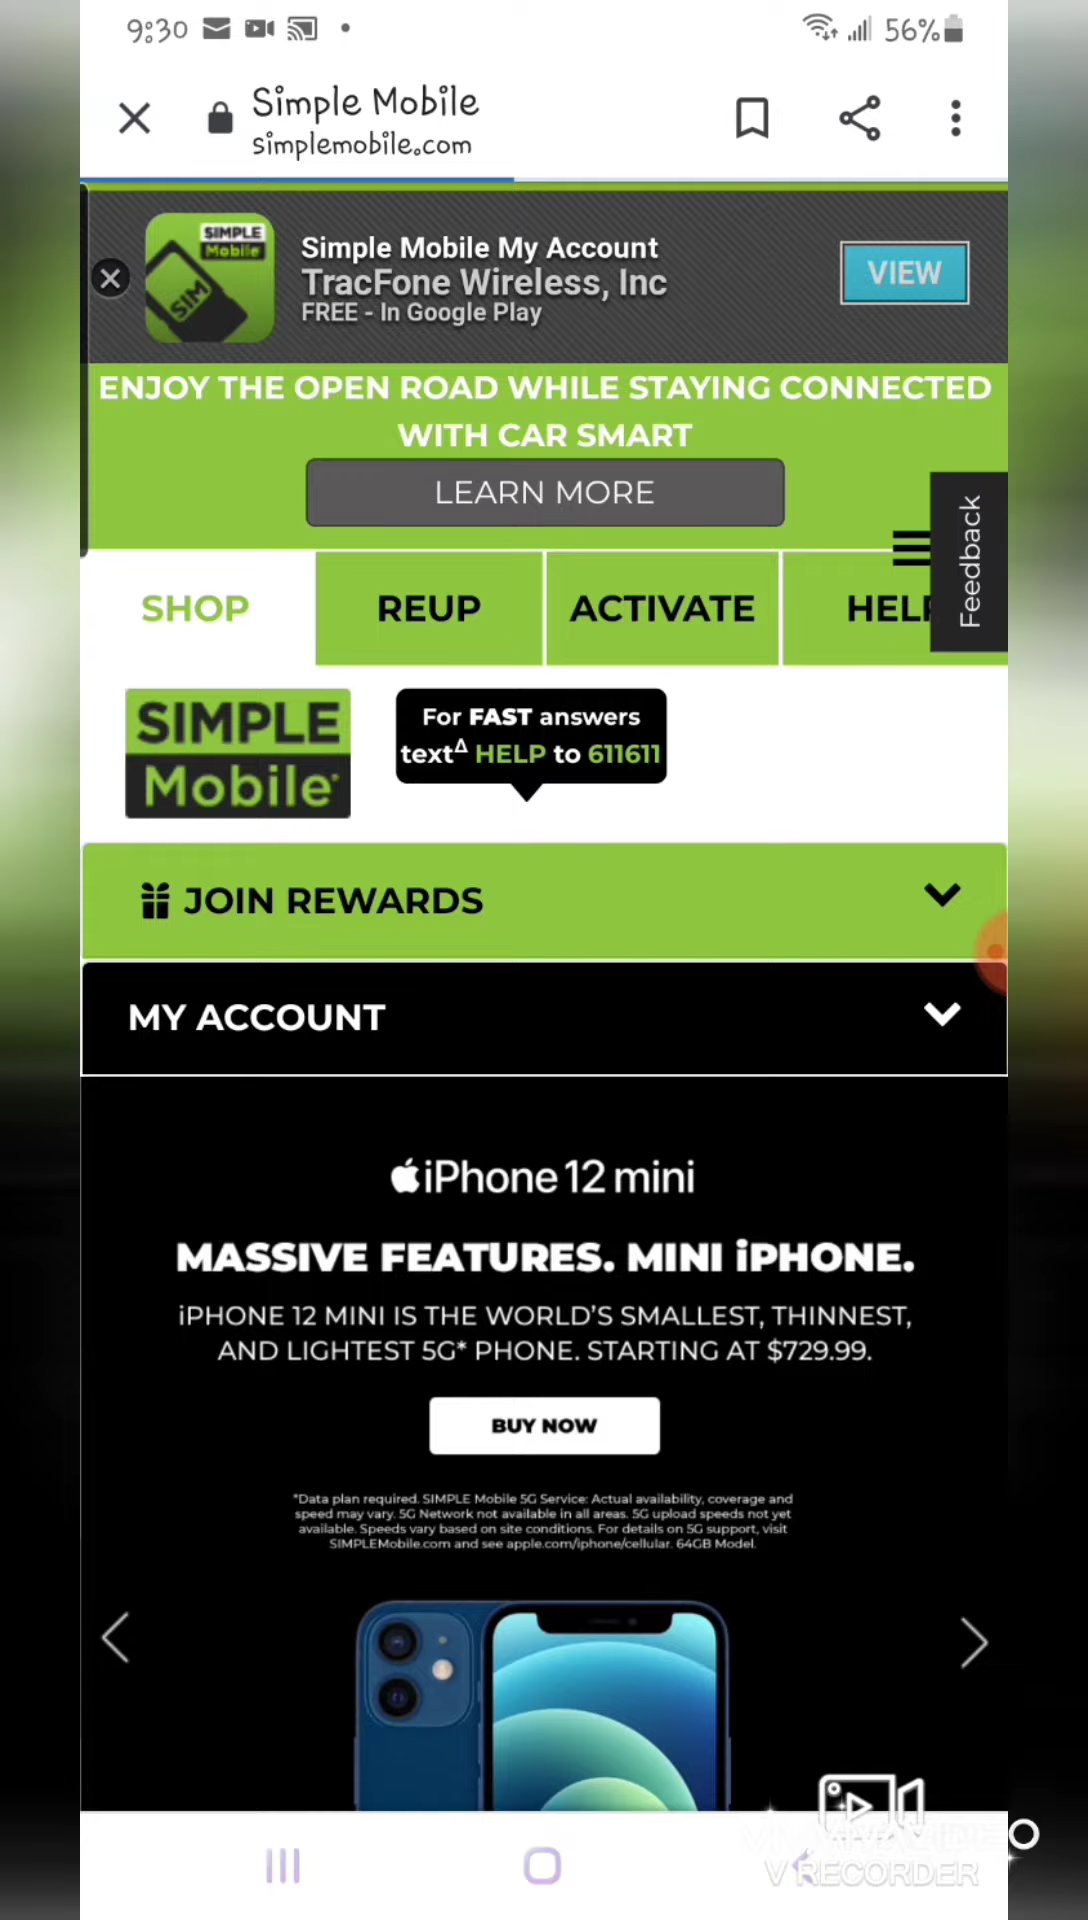 9:30
56%
Simple Mobile
simplemobile.com
SIMPLE
Mobile
SIM
Simple Mobile My Account
TracFone Wireless, Inc
FREE - In Google Play
VIEW
ENJOY THE OPEN ROAD WHILE STAYING CONNECTED
WITH CAR SMART
LEARN MORE
Feedback
SHOP
REUP
ACTIVATE
HELP
SIMPLE
Mobile
For FAST answers
textΔ HELP to 611611
JOIN REWARDS
MY ACCOUNT
iPhone 12 mini
MASSIVE FEATURES. MINI iPHONE.
iPHONE 12 MINI IS THE WORLD'S SMALLEST, THINNEST,
AND LIGHTEST 5G* PHONE. STARTING AT $729.99.
BUY NOW
*Data plan required. SIMPLE Mobile 5G Service: Actual availability, coverage and
speed may vary. 5G Network not available in all areas. 5G upload speeds not yet
available. Speeds vary based on site conditions. For details on 5G support, visit
SIMPLEMobile.com and see apple.com/iphone/cellular. 64GB Model.
V RECORDER